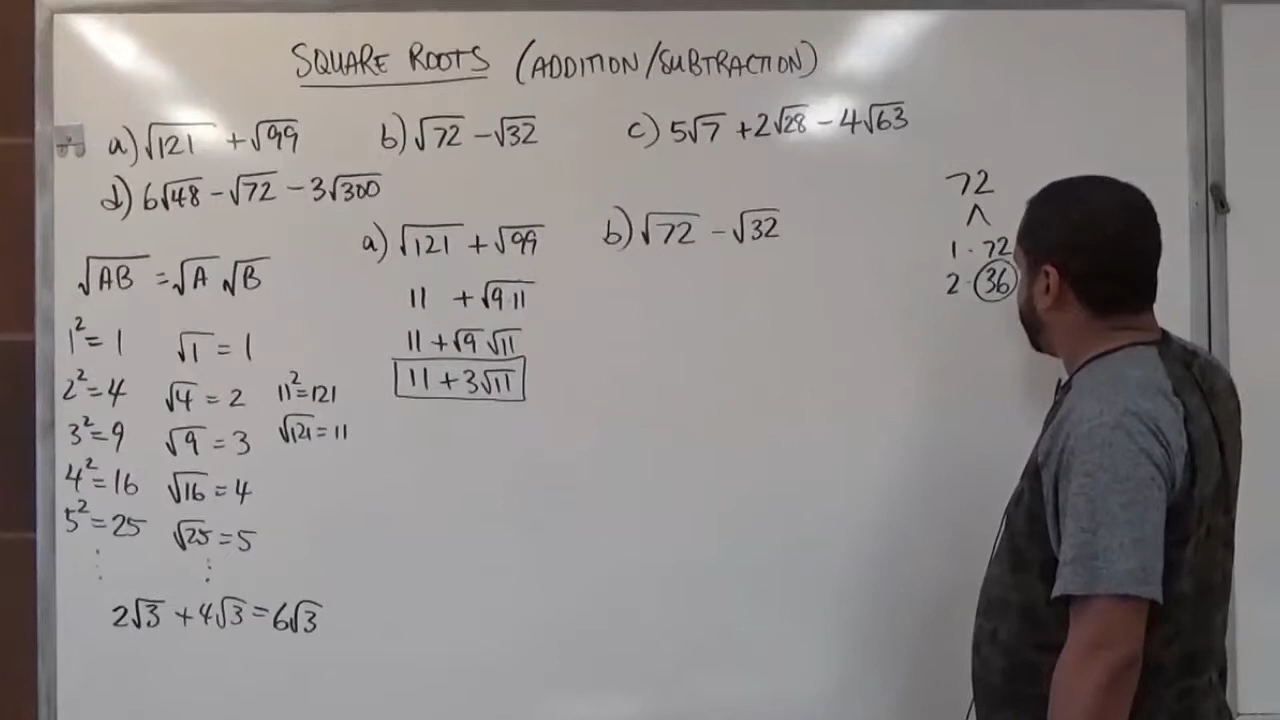 SQUARE ROOTS (ADDITION/SUBTRACTION)
a) √121 + √99
b) √72 - √32
c) 5√7 + 2√28 - 4√63
d) 6√48 - √72 - 3√300
√AB = √A √B
1² = 1
√1 = 1
2² = 4
√4 = 2
11² = 121
3² = 9
√9 = 3
√121 = 11
4² = 16
√16 = 4
5² = 25
√25 = 5
⋮
⋮
2√3 + 4√3 = 6√3
a) √121 + √99
11 + √9·11
11 + √9 √11
11 + 3√11
b) √72 - √32
72
∧
1 · 72
2 · 36